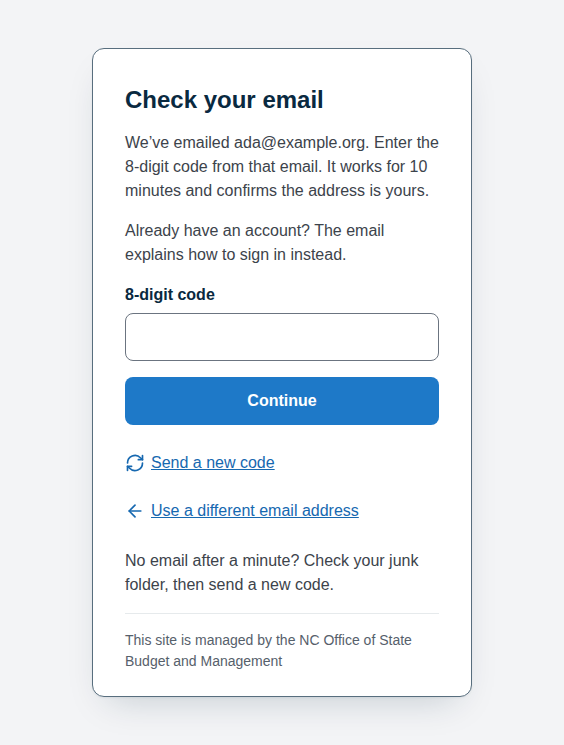 Check your email
We’ve emailed ada@example.org. Enter the
8-digit code from that email. It works for 10
minutes and confirms the address is yours.
Already have an account? The email
explains how to sign in instead.
8-digit code
Continue
Send a new code
Use a different email address
No email after a minute? Check your junk
folder, then send a new code.
This site is managed by the NC Office of State
Budget and Management